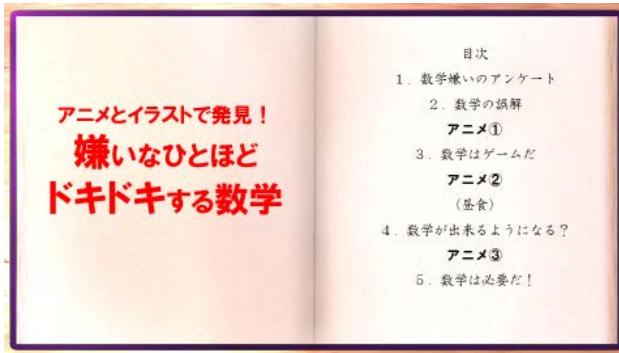 アニメとイラストで発見!
嫌いなひとほど
ドキドキする数学
目次
1. 数学嫌いのアンケート
2. 数学の誤解
アニメ①
3. 数学はゲームだ
アニメ②
(昼食)
4. 数学が出来るようになる?
アニメ③
5. 数学は必要だ!